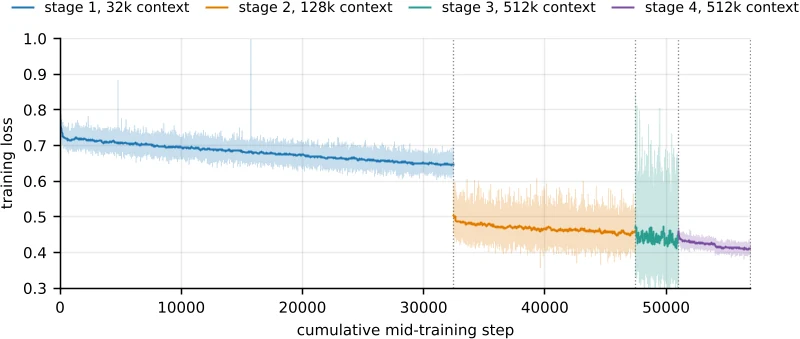 stage 1, 32k context stage 2, 128k context stage 3, 512k context stage 4, 512k context
1.0
0.9
0.8
0.7
0.6
0.5
0.4
0.3
training loss
0 10000 20000 30000 40000 50000
cumulative mid-training step